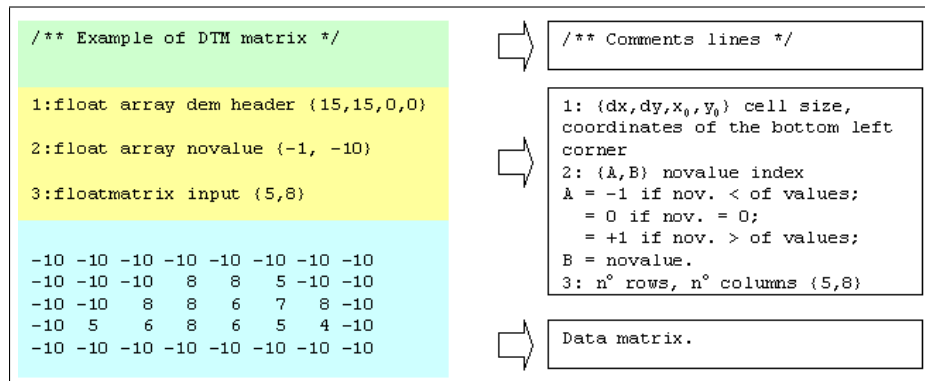 /** Example of DTM matrix */
1:float array dem header {15,15,0,0}
2:float array novalue {-1, -10}
3:floatmatrix input {5,8}
-10 -10 -10 -10 -10 -10 -10 -10
-10 -10 -10 8 8 5 -10 -10
-10 -10 8 8 6 7 8 -10
-10 5 6 8 6 5 4 -10
-10 -10 -10 -10 -10 -10 -10 -10
/** Comments lines */
1: {dx,dy,x₀,y₀} cell size,
coordinates of the bottom left
corner
2: {A,B} novalue index
A = -1 if nov. < of values;
= 0 if nov. = 0;
= +1 if nov. > of values;
B = novalue.
3: n° rows, n° columns {5,8}
Data matrix.